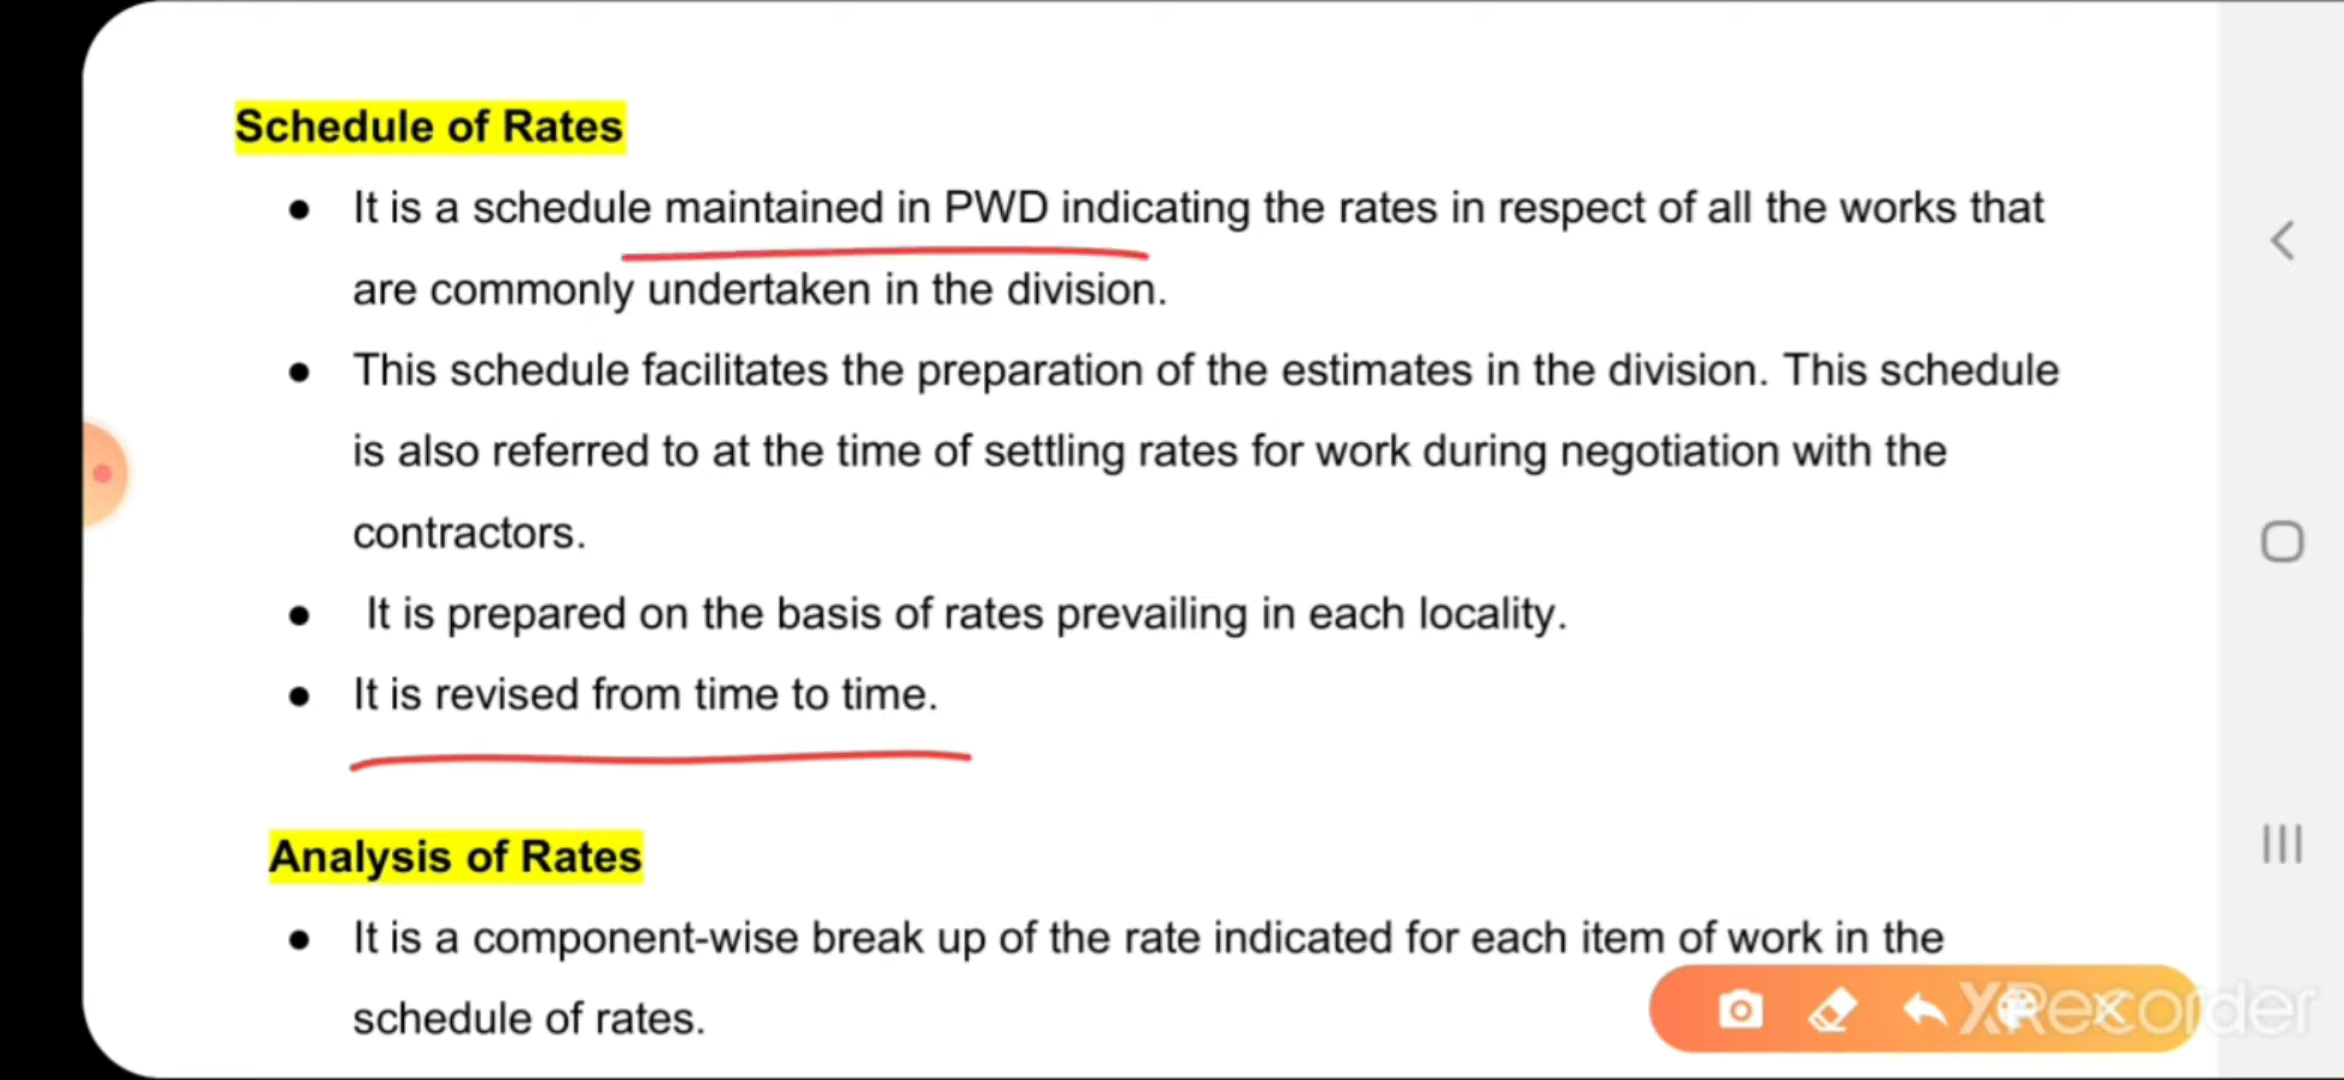 Schedule of Rates
● It is a schedule maintained in PWD indicating the rates in respect of all the works that
are commonly undertaken in the division.
● This schedule facilitates the preparation of the estimates in the division. This schedule
is also referred to at the time of settling rates for work during negotiation with the
contractors.
● It is prepared on the basis of rates prevailing in each locality.
● It is revised from time to time.
Analysis of Rates
● It is a component-wise break up of the rate indicated for each item of work in the
schedule of rates.
XRecorder